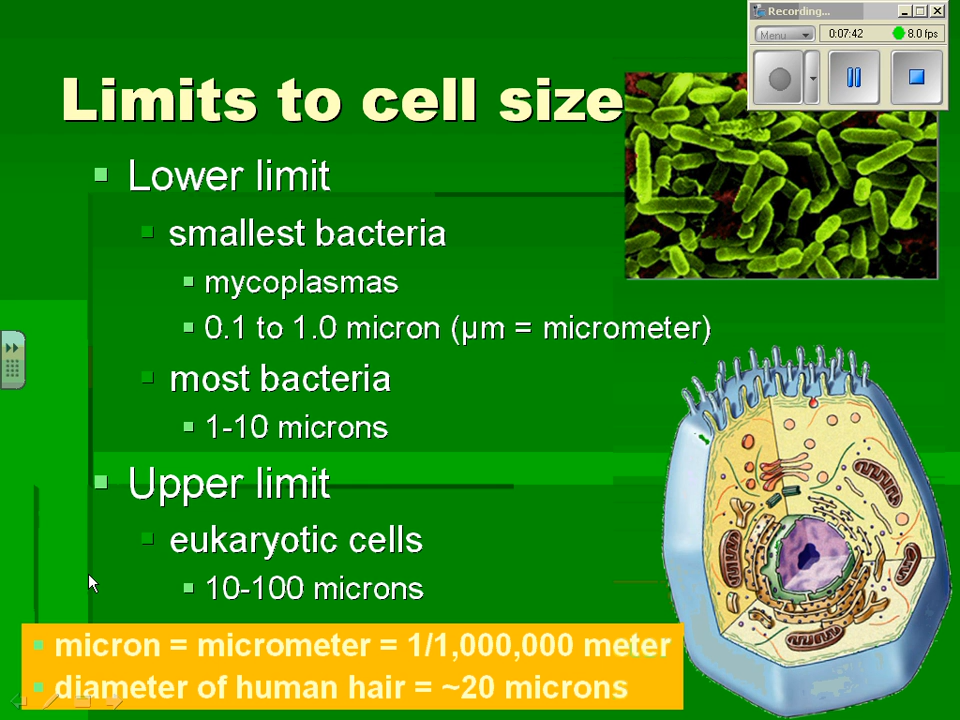 Recording...
Menu
0:07:42
8.0 fps
Limits to cell size
Lower limit
smallest bacteria
mycoplasmas
0.1 to 1.0 micron (µm = micrometer)
most bacteria
1-10 microns
Upper limit
eukaryotic cells
10-100 microns
micron = micrometer = 1/1,000,000 meter
diameter of human hair = ~20 microns